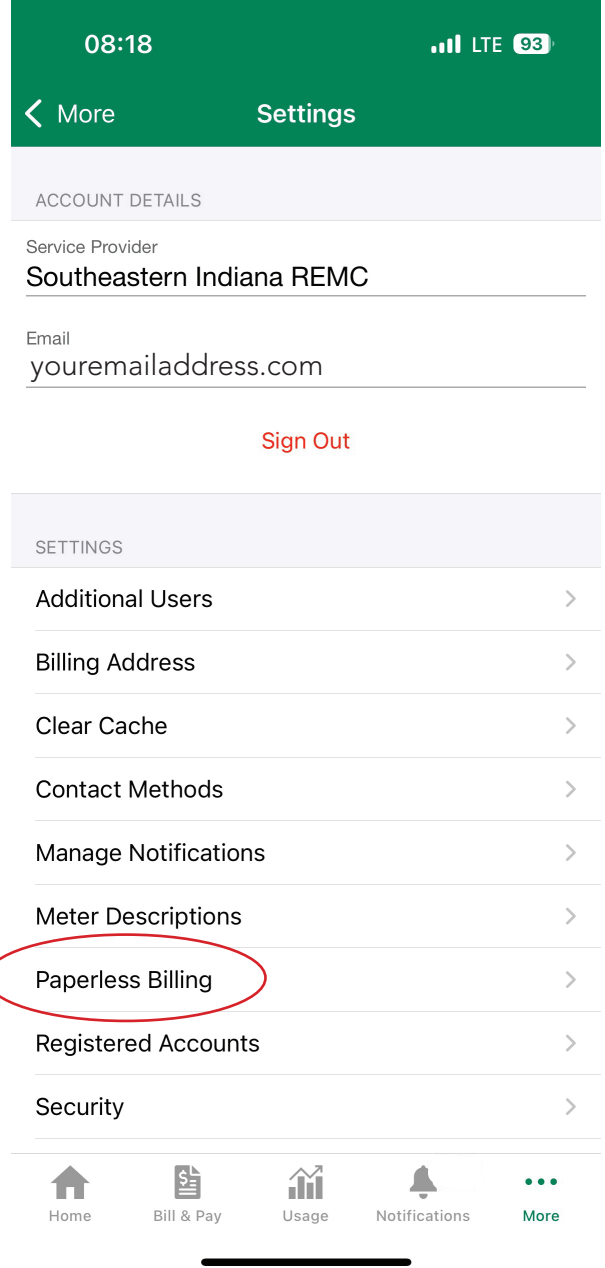 08:18 LTE 93
More Settings
ACCOUNT DETAILS
Service Provider
Southeastern Indiana REMC
Email
youremailaddress.com
Sign Out
SETTINGS
Additional Users
Billing Address
Clear Cache
Contact Methods
Manage Notifications
Meter Descriptions
Paperless Billing
Registered Accounts
Security
Home Bill & Pay Usage Notifications More